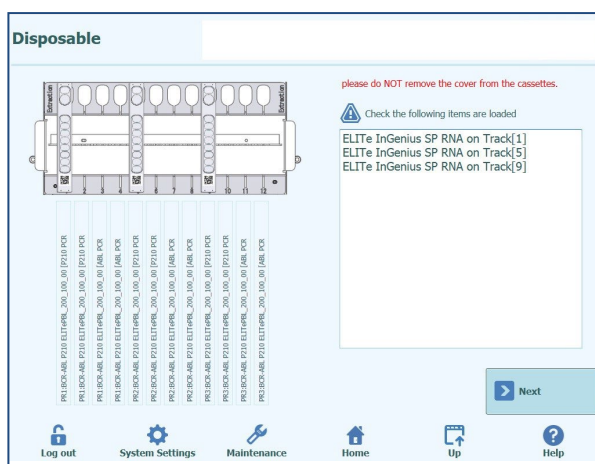 Disposable
please do NOT remove the cover from the cassettes.
Check the following items are loaded
ELITe InGenius SP RNA on Track[1]
ELITe InGenius SP RNA on Track[5]
ELITe InGenius SP RNA on Track[9]
Extraction
Extraction
2 3 4 6 7 8 10 11 12
PR1:BCR-ABL P210 ELITePBL_200_100_00 [P210 PCR
PR1:BCR-ABL P210 ELITePBL_200_100_00 [P210 PCR
PR1:BCR-ABL P210 ELITePBL_200_100_00 [ABL PCR
PR1:BCR-ABL P210 ELITePBL_200_100_00 [ABL PCR
PR2:BCR-ABL P210 ELITePBL_200_100_00 [P210 PCR
PR2:BCR-ABL P210 ELITePBL_200_100_00 [P210 PCR
PR2:BCR-ABL P210 ELITePBL_200_100_00 [ABL PCR
PR2:BCR-ABL P210 ELITePBL_200_100_00 [ABL PCR
PR3:BCR-ABL P210 ELITePBL_200_100_00 [P210 PCR
PR3:BCR-ABL P210 ELITePBL_200_100_00 [P210 PCR
PR3:BCR-ABL P210 ELITePBL_200_100_00 [ABL PCR
PR3:BCR-ABL P210 ELITePBL_200_100_00 [ABL PCR
Next
Log out System Settings Maintenance Home Up Help